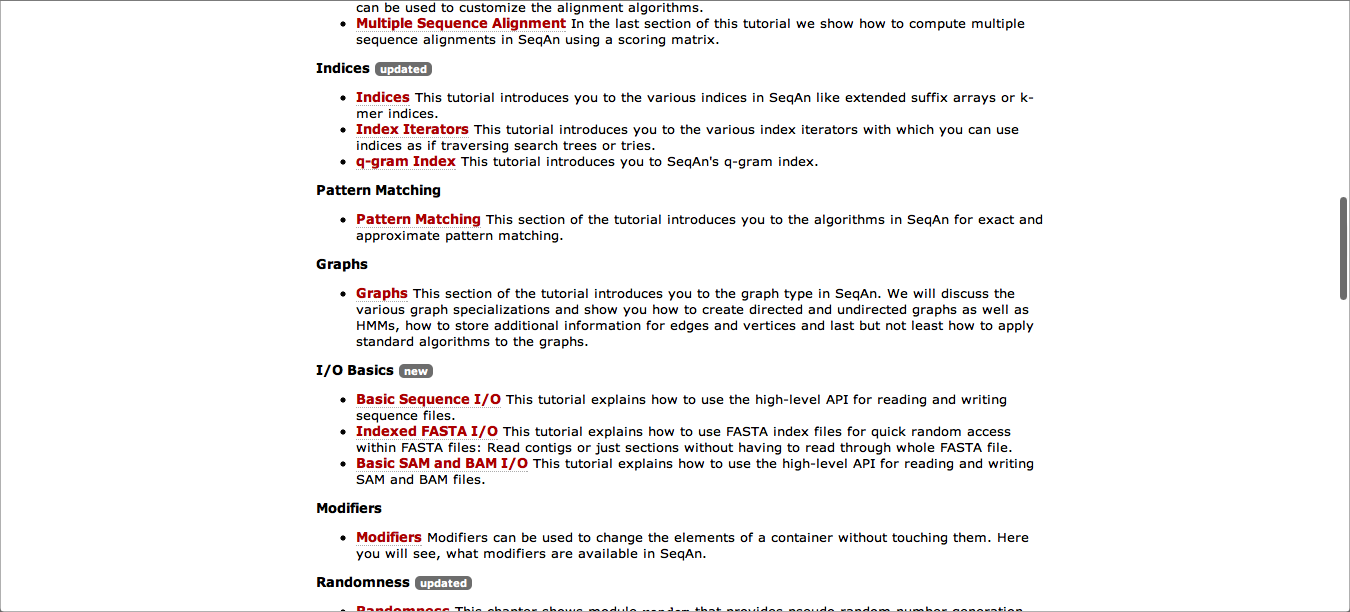 can be used to customize the alignment algorithms.
• Multiple Sequence Alignment In the last section of this tutorial we show how to compute multiple
sequence alignments in SeqAn using a scoring matrix.
Indices updated
• Indices This tutorial introduces you to the various indices in SeqAn like extended suffix arrays or k-
mer indices.
• Index Iterators This tutorial introduces you to the various index iterators with which you can use
indices as if traversing search trees or tries.
• q-gram Index This tutorial introduces you to SeqAn's q-gram index.
Pattern Matching
• Pattern Matching This section of the tutorial introduces you to the algorithms in SeqAn for exact and
approximate pattern matching.
Graphs
• Graphs This section of the tutorial introduces you to the graph type in SeqAn. We will discuss the
various graph specializations and show you how to create directed and undirected graphs as well as
HMMs, how to store additional information for edges and vertices and last but not least how to apply
standard algorithms to the graphs.
I/O Basics new
• Basic Sequence I/O This tutorial explains how to use the high-level API for reading and writing
sequence files.
• Indexed FASTA I/O This tutorial explains how to use FASTA index files for quick random access
within FASTA files: Read contigs or just sections without having to read through whole FASTA file.
• Basic SAM and BAM I/O This tutorial explains how to use the high-level API for reading and writing
SAM and BAM files.
Modifiers
• Modifiers Modifiers can be used to change the elements of a container without touching them. Here
you will see, what modifiers are available in SeqAn.
Randomness updated
• Randomness This chapter shows module random that provides pseudo random number generation